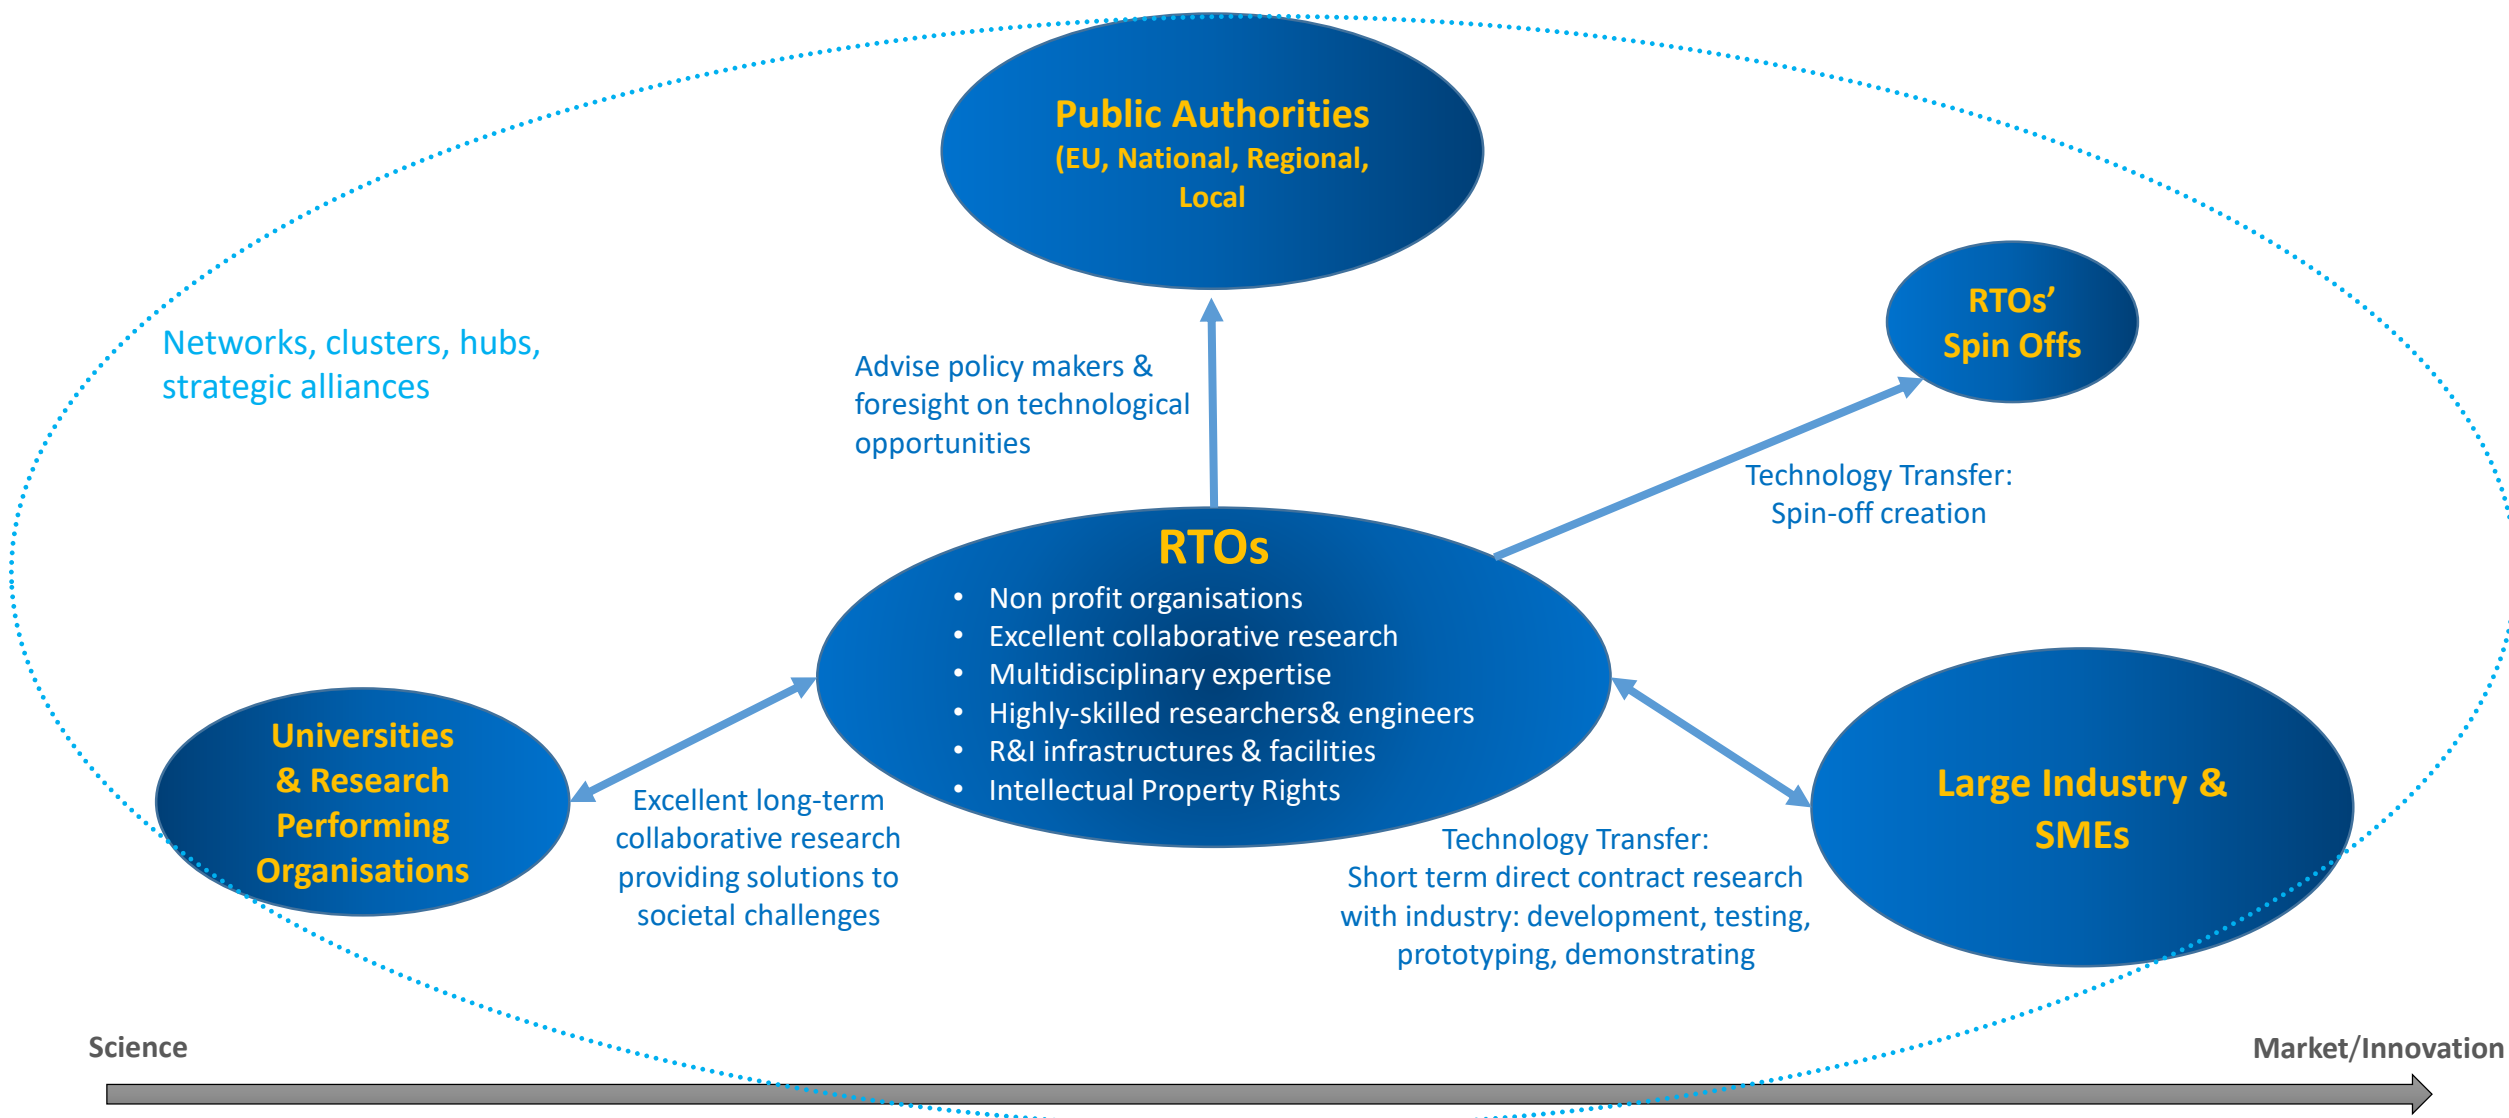 Public Authorities
(EU, National, Regional,
Local
RTOs’
Spin Offs
Networks, clusters, hubs,
strategic alliances
Advise policy makers &
foresight on technological
opportunities
Technology Transfer:
Spin-off creation
RTOs
• Non profit organisations
• Excellent collaborative research
• Multidisciplinary expertise
• Highly-skilled researchers& engineers
• R&I infrastructures & facilities
• Intellectual Property Rights
Universities
& Research
Performing
Organisations
Excellent long-term
collaborative research
providing solutions to
societal challenges
Large Industry &
SMEs
Technology Transfer:
Short term direct contract research
with industry: development, testing,
prototyping, demonstrating
Science
Market/Innovation